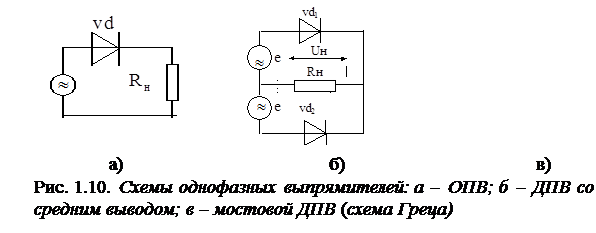 vd
Rн
≈
vd1
e
Uн
Rн
I
e
vd2
а) б) в)
Рис. 1.10. Схемы однофазных выпрямителей: а – ОПВ; б – ДПВ со
средним выводом; в – мостовой ДПВ (схема Греца)